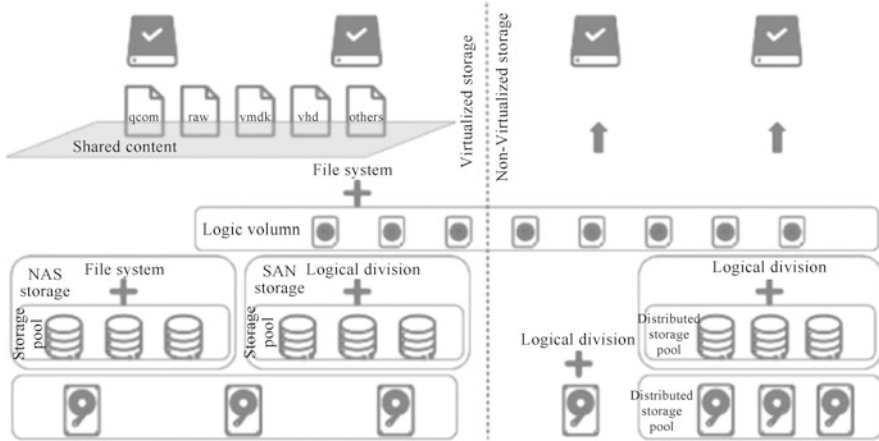 Virtualized storage
Non-Virtualized storage
qcom
raw
vmdk
vhd
others
Shared content
File system
Logic volumn
NAS
storage
File system
Storage
pool
SAN
storage
Logical division
Storage
pool
Logical division
Logical division
Distributed
storage
pool
Distributed
storage
pool